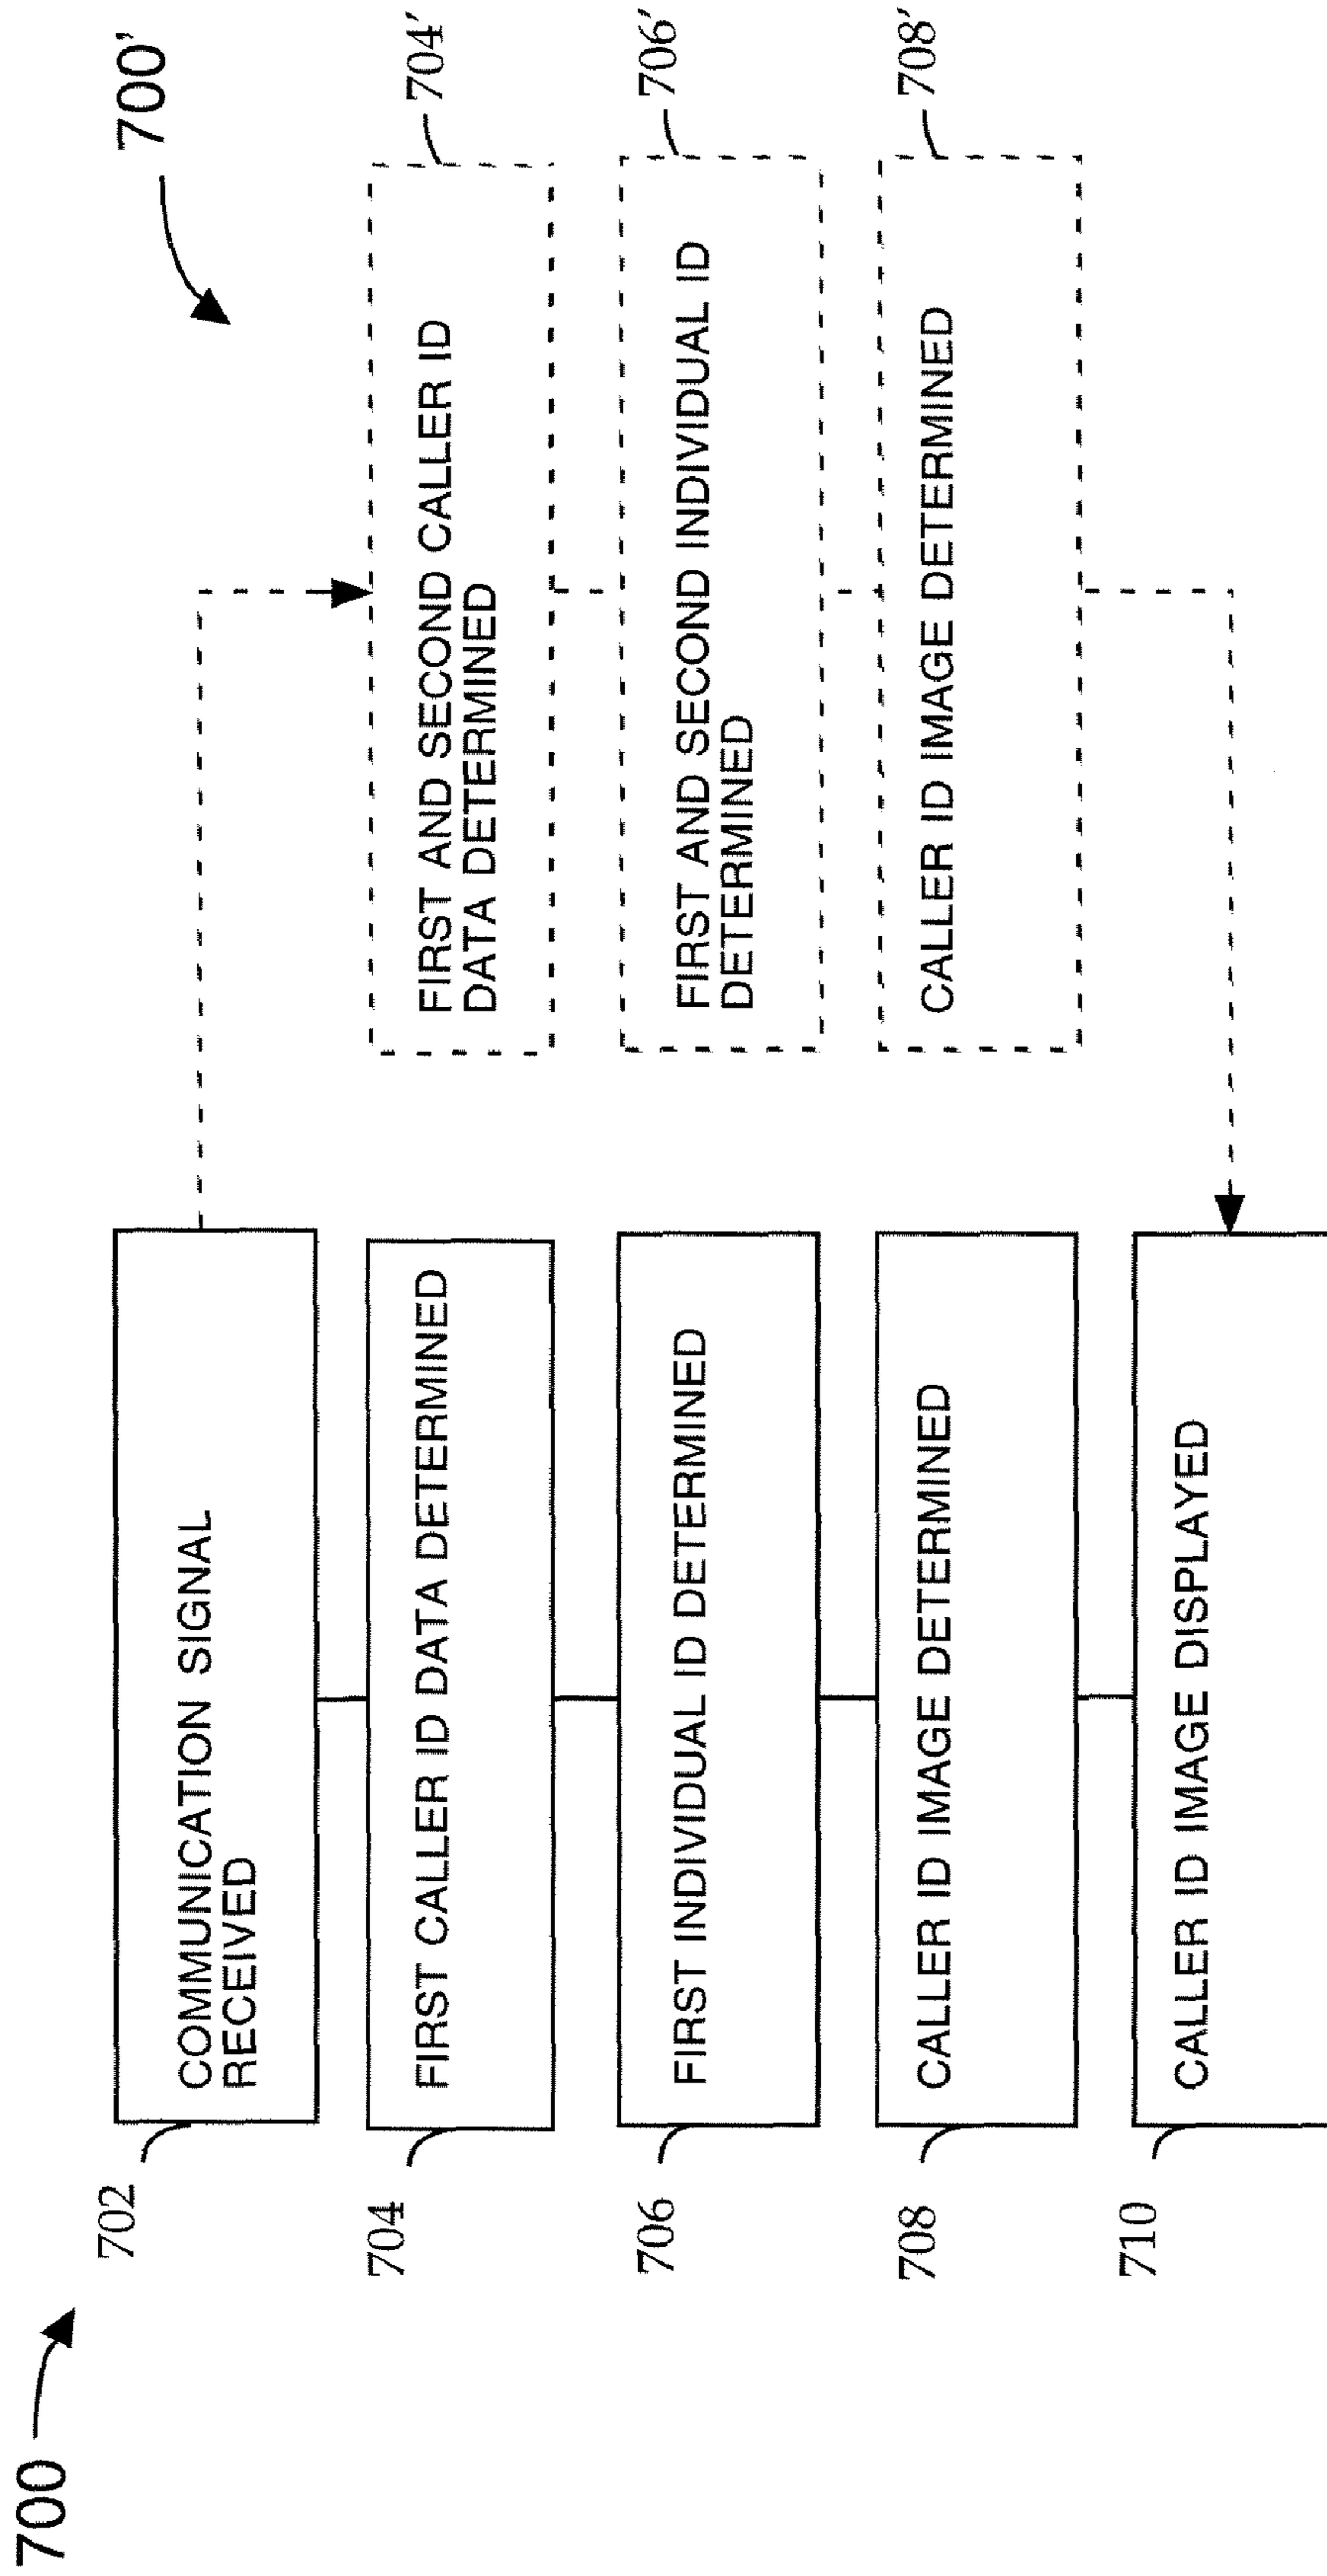 700
700'
702
COMMUNICATION SIGNAL
RECEIVED
704
FIRST CALLER ID DATA DETERMINED
704'
FIRST AND SECOND CALLER ID
DATA DETERMINED
706
FIRST INDIVIDUAL ID DETERMINED
706'
FIRST AND SECOND INDIVIDUAL ID
DETERMINED
708
CALLER ID IMAGE DETERMINED
708'
CALLER ID IMAGE DETERMINED
710
CALLER ID IMAGE DISPLAYED